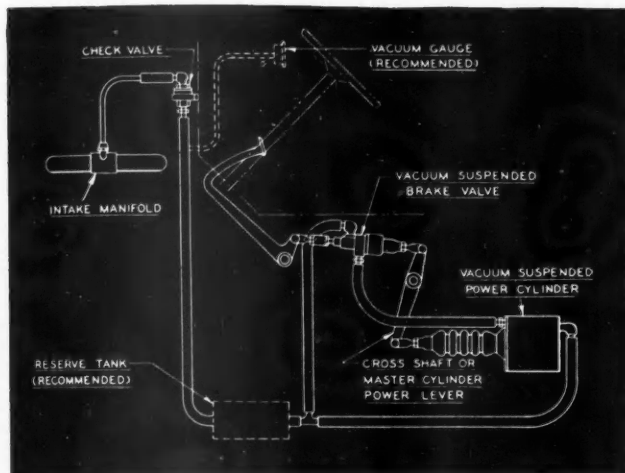 CHECK VALVE
VACUUM GAUGE
(RECOMMENDED)
INTAKE MANIFOLD
VACUUM SUSPENDED
BRAKE VALVE
VACUUM SUSPENDED
POWER CYLINDER
RESERVE TANK
(RECOMMENDED)
CROSS SHAFT OR
MASTER CYLINDER
POWER LEVER